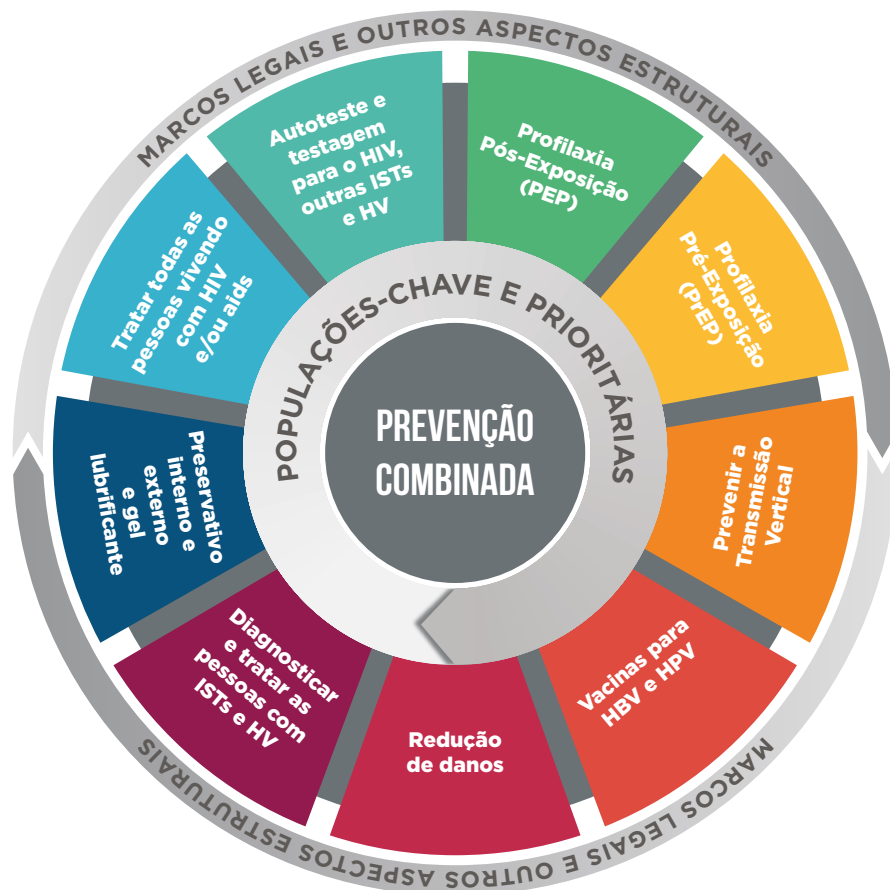 MARCOS LEGAIS E OUTROS ASPECTOS ESTRUTURAIS
Autoteste e
testagem
para o HIV,
outras ISTs
e HV
Profilaxia
Pós-Exposição
(PEP)
Profilaxia
Pré-Exposição
(PrEP)
Prevenir a
Transmissão
Vertical
Vacinas para
HBV e HPV
Redução
de danos
Diagnosticar
e tratar as
pessoas com
ISTs e HV
Preservativo
interno e
externo
e gel
lubrificante
Tratar todas as
pessoas vivendo
com HIV
e/ou aids
POPULAÇÕES-CHAVE E PRIORITÁRIAS
PREVENÇÃO
COMBINADA
MARCOS LEGAIS E OUTROS ASPECTOS ESTRUTURAIS